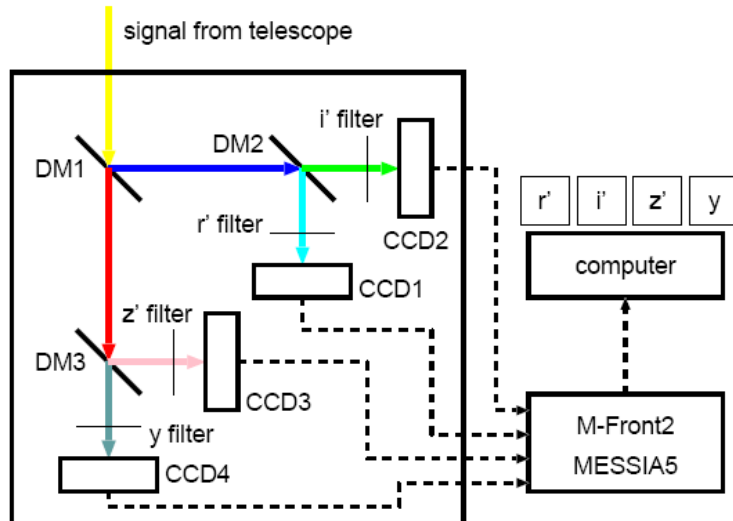 signal from telescope
i' filter
DM2
DM1
r' filter
CCD2
r' i' z' y
computer
CCD1
z' filter
DM3
CCD3
y filter
CCD4
M-Front2
MESSIA5